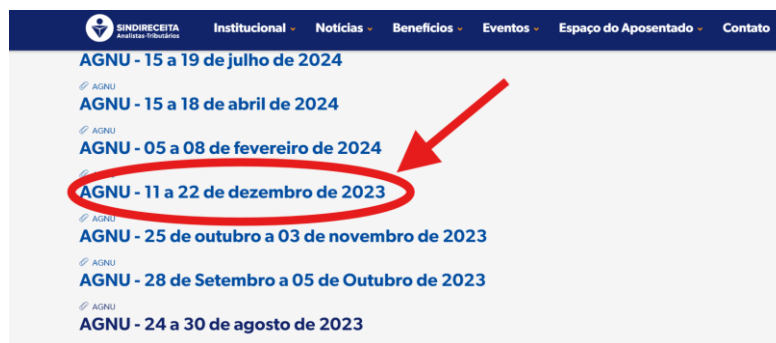 SINDIRECEITA
Analistas-Tributários
Institucional Notícias Benefícios Eventos Espaço do Aposentado Contato
AGNU - 15 a 19 de julho de 2024
AGNU
AGNU - 15 a 18 de abril de 2024
AGNU
AGNU - 05 a 08 de fevereiro de 2024
AGNU - 11 a 22 de dezembro de 2023
AGNU
AGNU - 25 de outubro a 03 de novembro de 2023
AGNU
AGNU - 28 de Setembro a 05 de Outubro de 2023
AGNU
AGNU - 24 a 30 de agosto de 2023